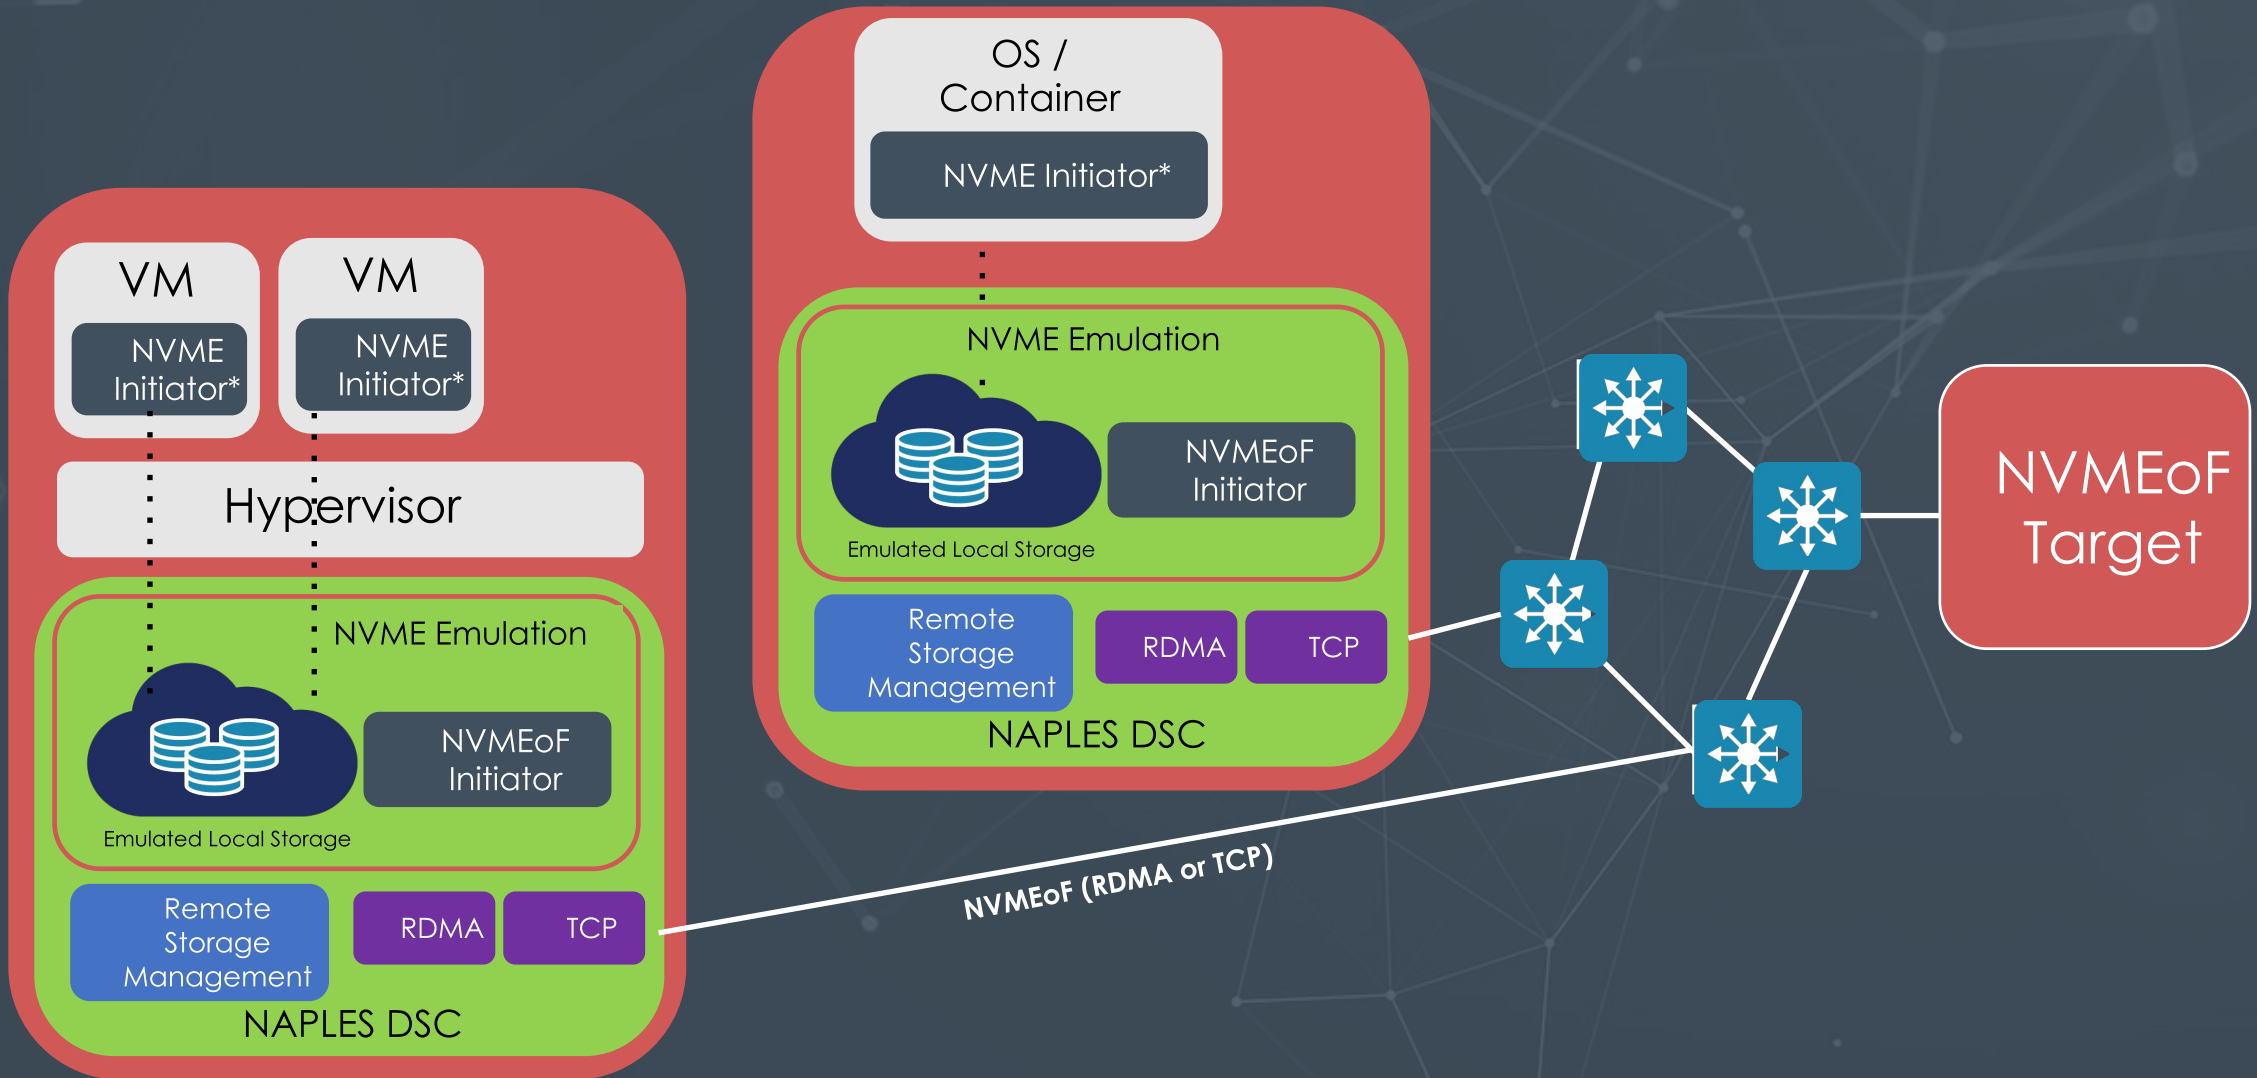 OS /
Container
NVME Initiator*
VM
NVME
Initiator*
VM
NVME
Initiator*
Hypervisor
NVME Emulation
NVMEoF
Initiator
Emulated Local Storage
Remote
Storage
Management
RDMA
TCP
NAPLES DSC
NVME Emulation
NVMEoF
Initiator
Emulated Local Storage
Remote
Storage
Management
RDMA
TCP
NAPLES DSC
NVMEoF (RDMA or TCP)
NVMEoF
Target